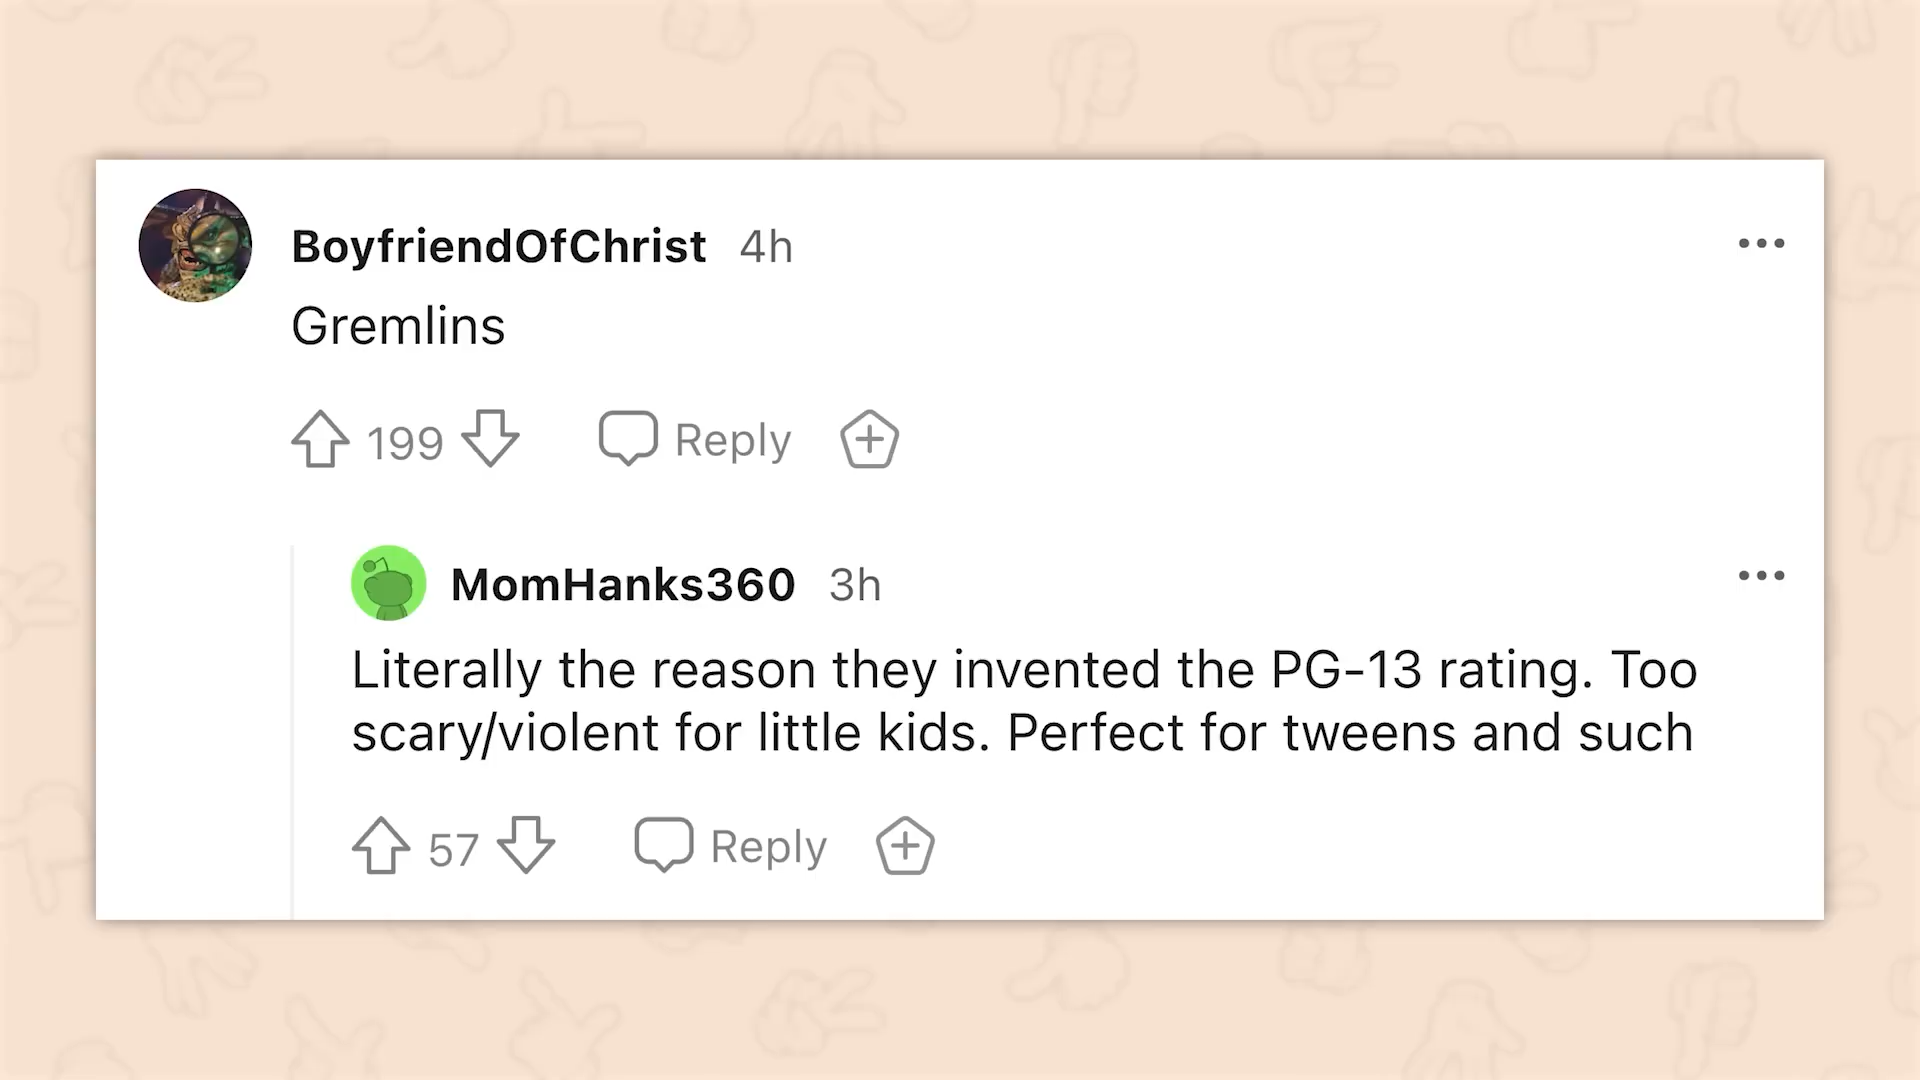 BoyfriendOfChrist 4h
Gremlins
199 Reply
MomHanks360 3h
Literally the reason they invented the PG-13 rating. Too
scary/violent for little kids. Perfect for tweens and such
57 Reply